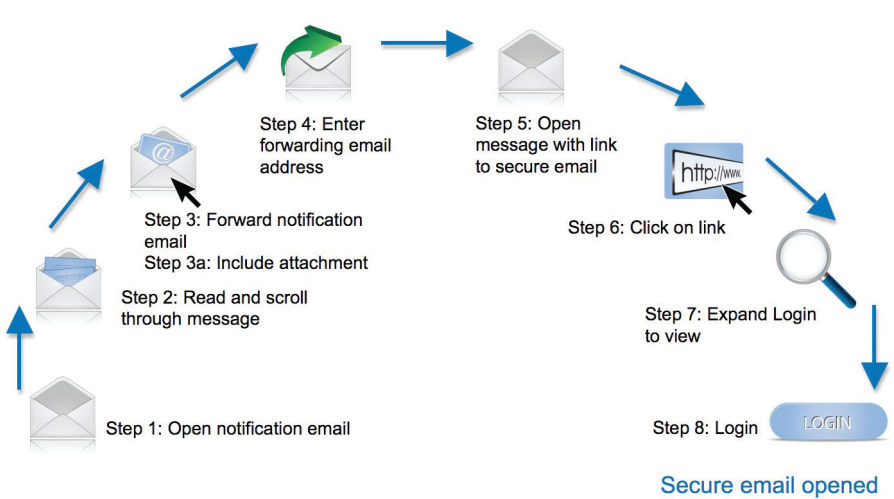 Step 1: Open notification email
Step 2: Read and scroll
through message
Step 3: Forward notification
email
Step 3a: Include attachment
Step 4: Enter
forwarding email
address
Step 5: Open
message with link
to secure email
http://www.
Step 6: Click on link
Step 7: Expand Login
to view
Step 8: Login
LOGIN
Secure email opened
@